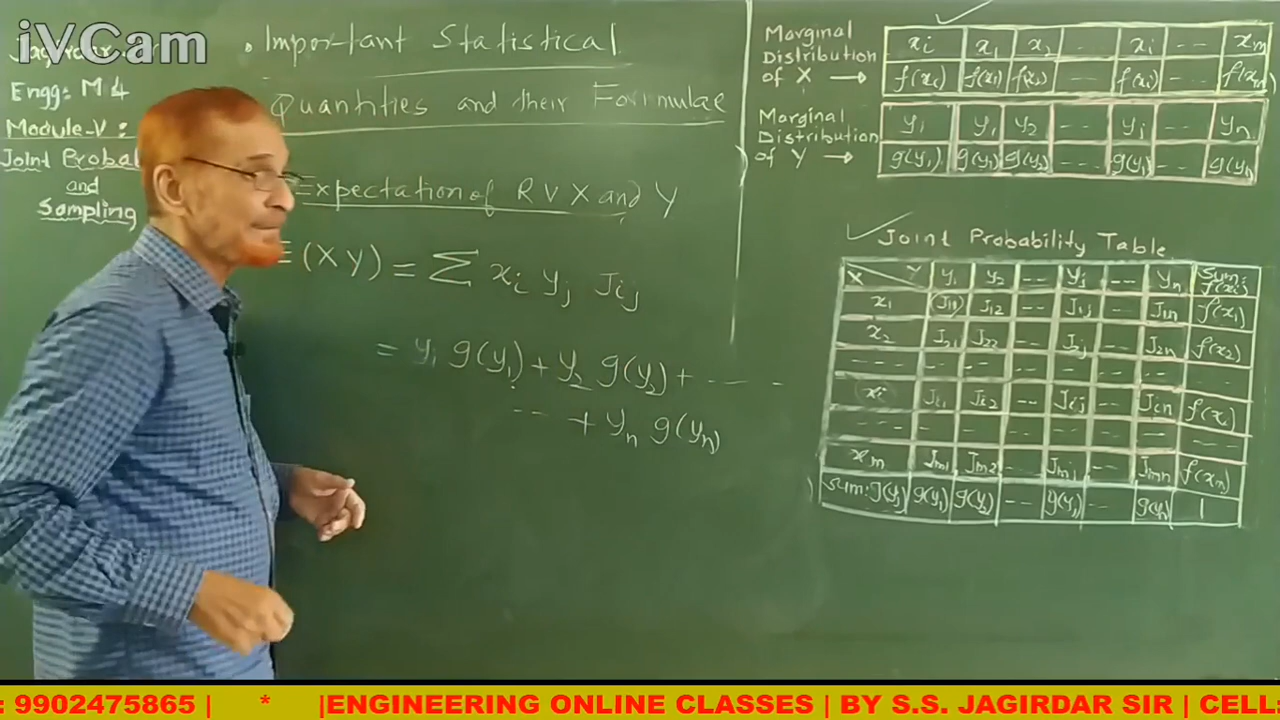 iVCam
Jagirdar.
Engg: M4
Module-V:
Joint Probab
and
Sampling
Important Statistical
Quantities and their Formulae
Expectation of RV X and Y
E(XY) = Σ xi yj Jij
= y1 g(y1) + y2 g(y2) + ---- -
-- + yn g(yn)
Marginal Distribution of X →
xi x1 x2 - - xi -- xm
f(xi) f(x1) f(x2) -- f(xi) -- f(xm)
Marginal Distribution of Y →
yj y1 y2 -- yj -- yn
g(yj) g(y1) g(y2) -- g(yj) -- g(yn)
Joint Probability Table
X Y y1 y2 -- yj -- yn Sum: f(xi)
x1 J11 J12 -- J1j -- J1n f(x1)
x2 J21 J22 -- J2j -- J2n f(x2)
-- -- -- -- -- -- -- --
xi Ji1 Ji2 -- Jij -- Jin f(xi)
--- -- -- -- -- -- -- --
xm Jm1 Jm2 -- Jmj -- Jmn f(xm)
Sum: g(yj) g(y1) g(y2) -- g(yj) -- g(yn) 1
: 9902475865 | * |ENGINEERING ONLINE CLASSES | BY S.S. JAGIRDAR SIR | CELL: